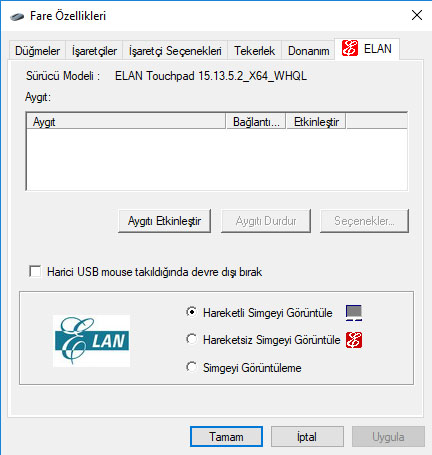 Fare Özellikleri
Düğmeler İşaretçiler İşaretçi Seçenekleri Tekerlek Donanım ELAN
Sürücü Modeli : ELAN Touchpad 15.13.5.2_X64_WHQL
Aygıt:
Aygıt Bağlantı... Etkinleştir
Aygıtı Etkinleştir Aygıtı Durdur Seçenekler...
Harici USB mouse takıldığında devre dışı bırak
Hareketli Simgeyi Görüntüle
Hareketsiz Simgeyi Görüntüle
Simgeyi Görüntüleme
ELAN
Tamam İptal Uygula